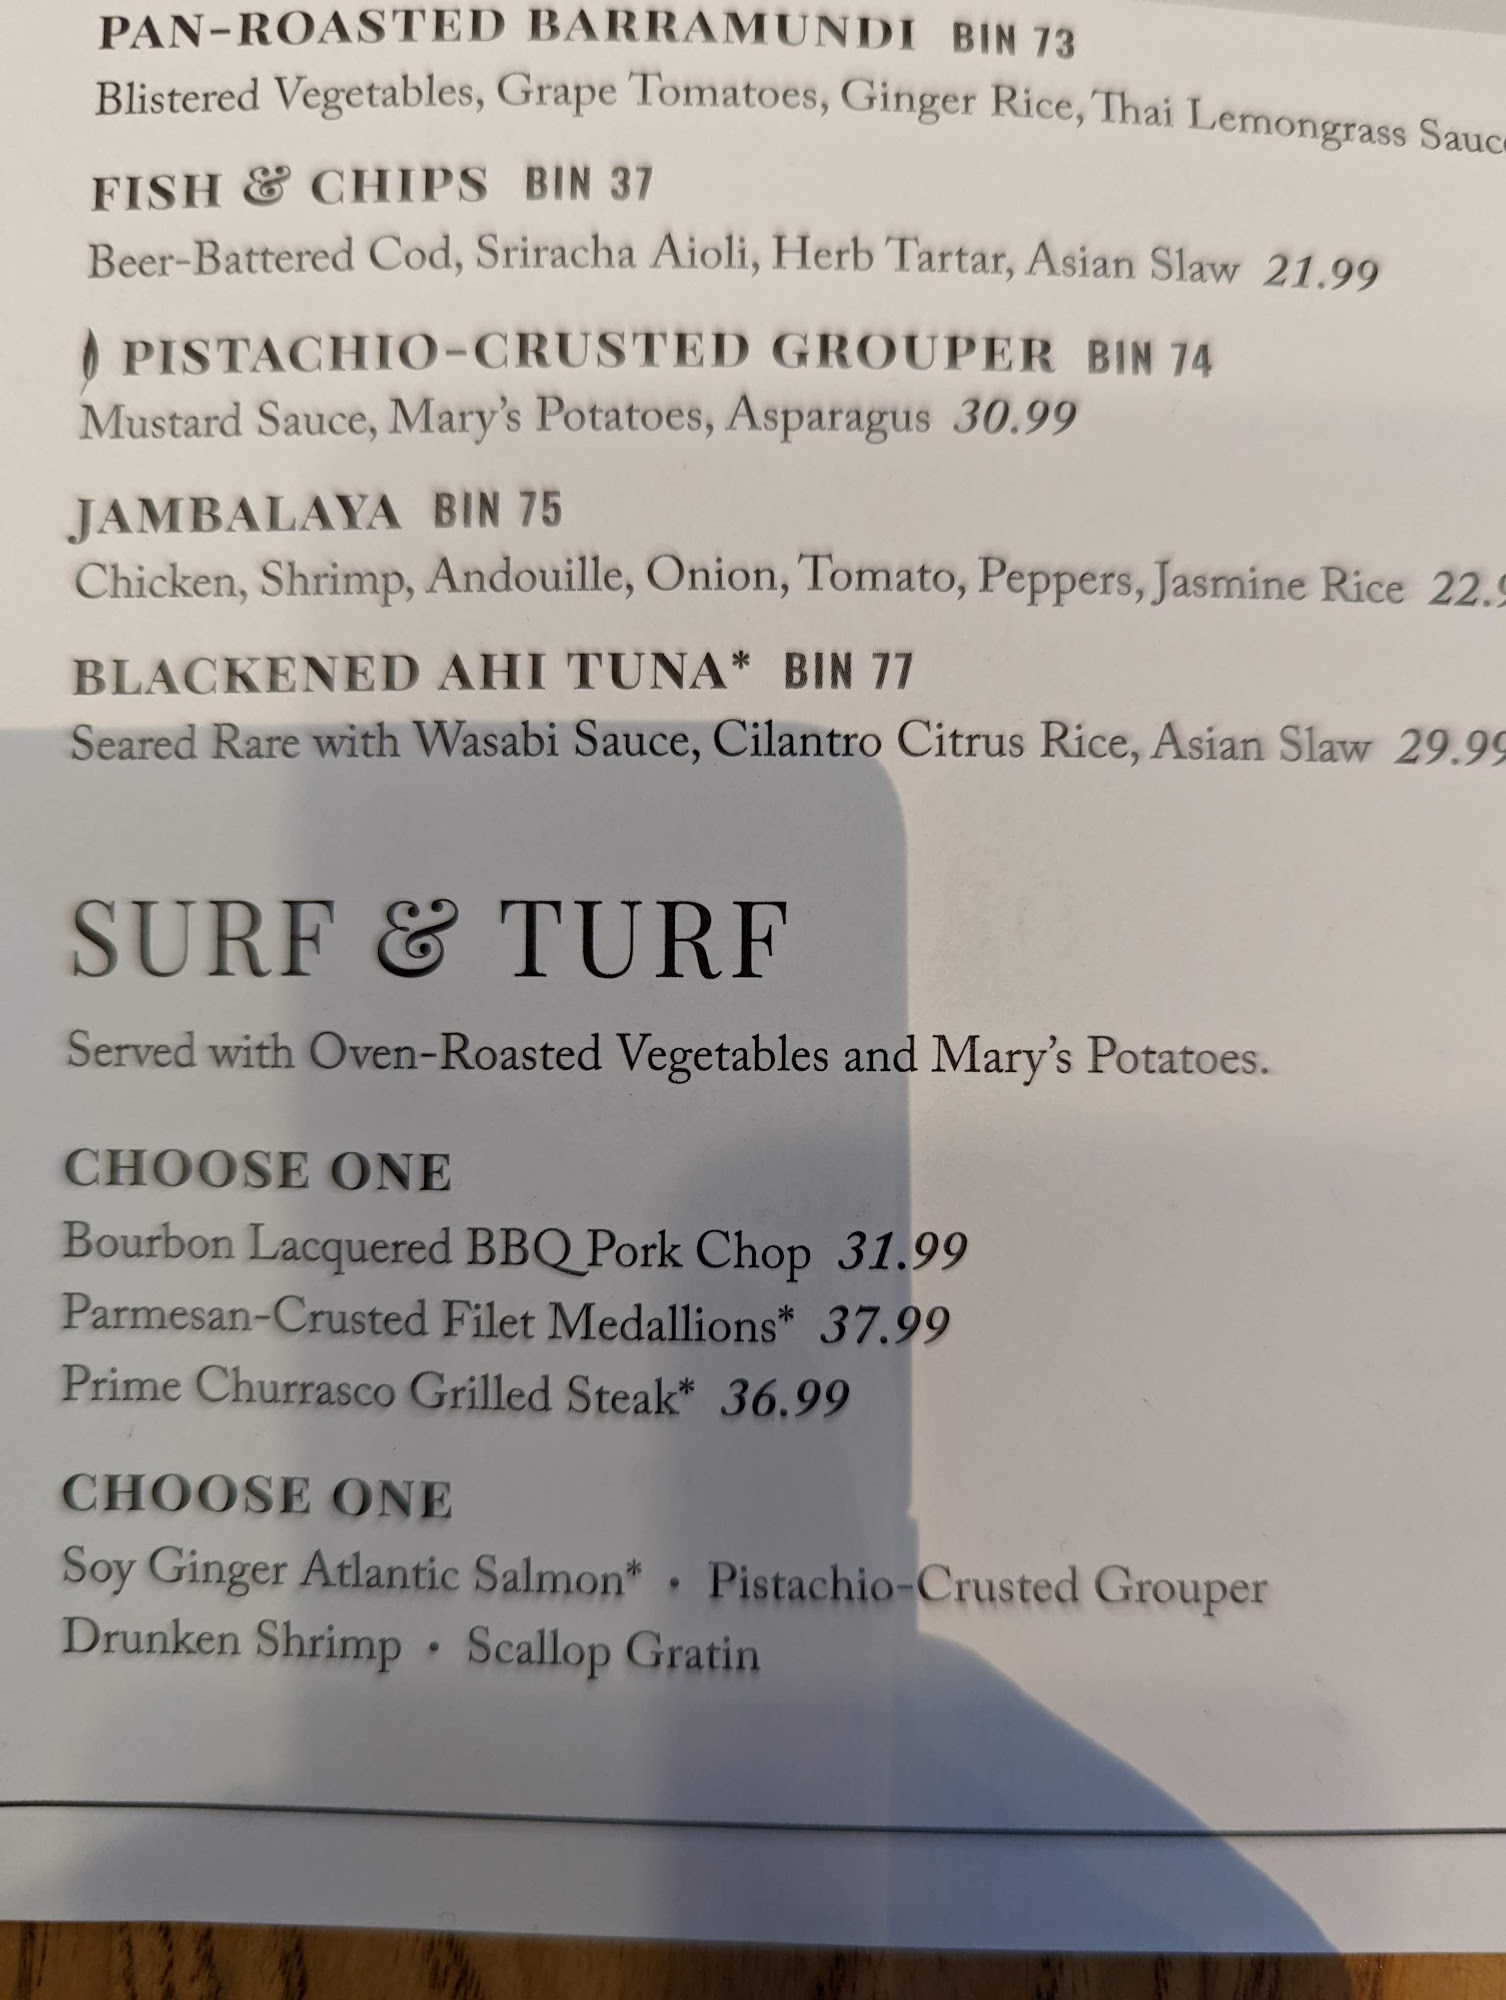 PAN-ROASTED BARRAMUNDI BIN 73
Blistered Vegetables, Grape Tomatoes, Ginger Rice, Thai Lemongrass
FISH & CHIPS BIN 37
Beer-Battered Cod, Sriracha Aioli, Herb Tartar, Asian Slaw 21.99
PISTACHIO-CRUSTED GROUPER BIN 74
Mustard Sauce, Mary's Potatoes, Asparagus 30.99
JAMBALAYA BIN 75
Chicken, Shrimp, Andouille, Onion, Tomato, Peppers, Jasmine Rice
BLACKENED AHI TUNA* BIN 77
Seared Rare with Wasabi Sauce, Cilantro Citrus Rice, Asian Slaw 29.99
SURF & TURF
Served with Oven-Roasted Vegetables and Mary's Potatoes.
CHOOSE ONE
Bourbon Lacquered BBQ Pork Chop 31.99
Parmesan-Crusted Filet Medallions* 37.99
Prime Churrasco Grilled Steak* 36.99
CHOOSE ONE
Soy Ginger Atlantic Salmon* • Pistachio-Crusted Grouper
Drunken Shrimp • Scallop Gratin